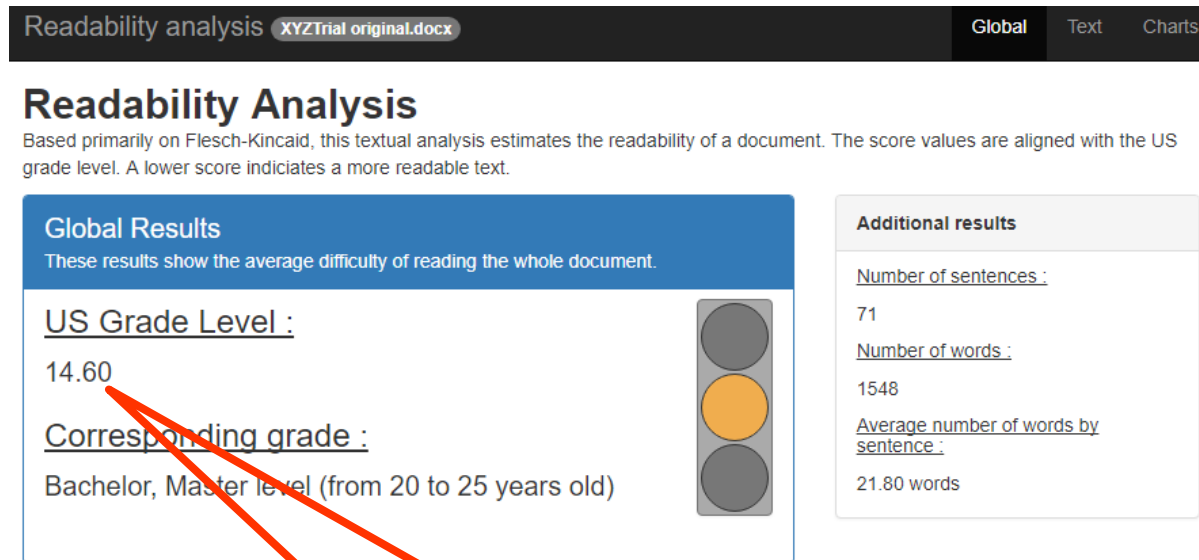 Readability analysis XYZTrial original.docx Global Text Charts
Readability Analysis
Based primarily on Flesch-Kincaid, this textual analysis estimates the readability of a document. The score values are aligned with the US
grade level. A lower score indiciates a more readable text.
Global Results
These results show the average difficulty of reading the whole document.
US Grade Level :
14.60
Corresponding grade :
Bachelor, Master level (from 20 to 25 years old)
Additional results
Number of sentences :
71
Number of words :
1548
Average number of words by
sentence :
21.80 words